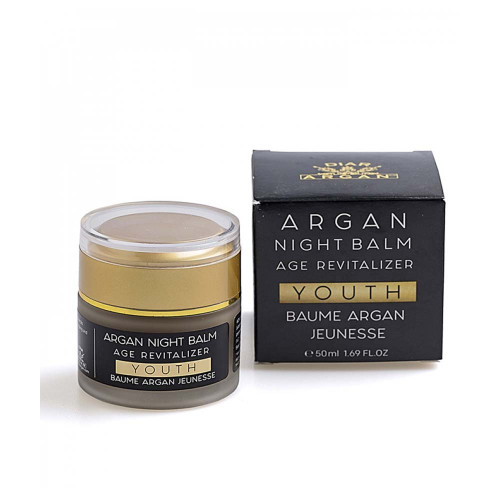 DIAR
ARGAN
ARGAN
NIGHT BALM
AGE REVITALIZER
YOUTH
BAUME ARGAN
JEUNESSE
e 50ml 1.69 FL.OZ
ARGAN NIGHT BALM
AGE REVITALIZER
YOUTH
BAUME ARGAN JEUNESSE